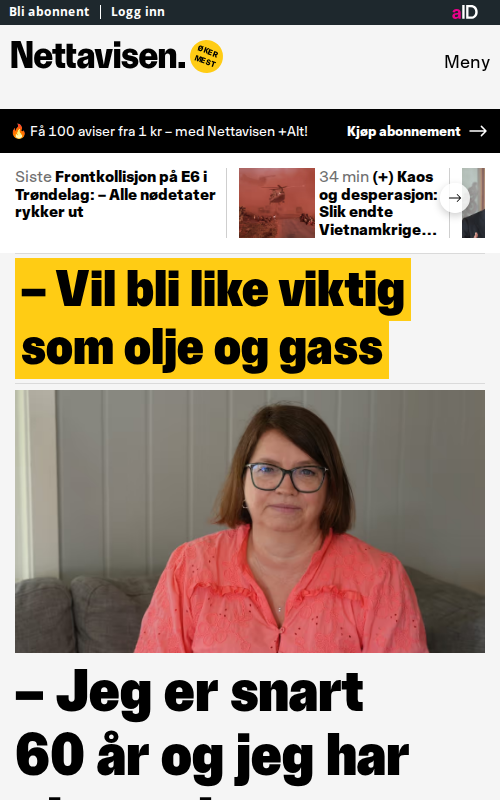 Bli abonnent | Logg inn
aID
Nettavisen.
ØKER
MEST
Meny
🔥 Få 100 aviser fra 1 kr – med Nettavisen +Alt!
Kjøp abonnement →
Siste Frontkollisjon på E6 i
Trøndelag: – Alle nødetater
rykker ut
34 min (+) Kaos
og desperasjon:
Slik endte
Vietnamkrige...
– Vil bli like viktig
som olje og gass
– Jeg er snart
60 år og jeg har